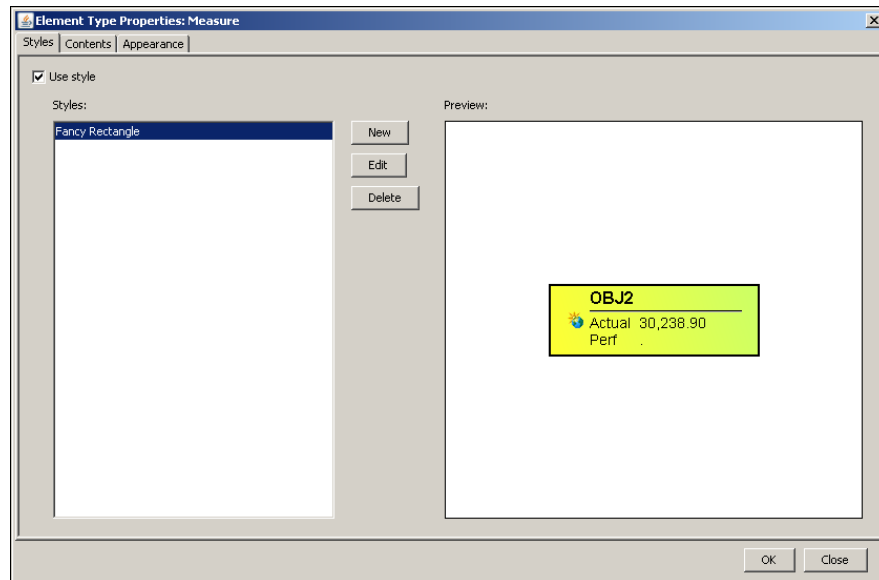 Element Type Properties: Measure
Styles Contents Appearance
Use style
Styles:
Preview:
Fancy Rectangle
New
Edit
Delete
OBJ2
Actual 30,238.90
Perf .
OK Close